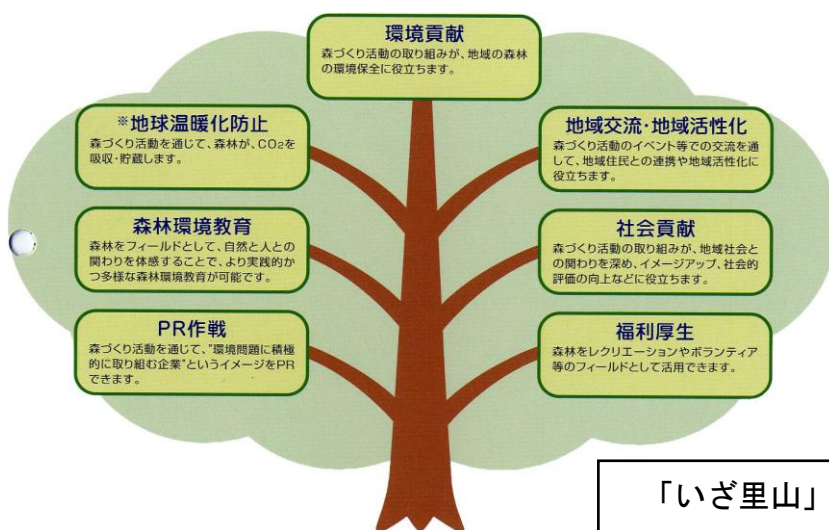 環境貢献
森づくり活動の取り組みが、地域の森林
の環境保全に役立ちます。
※地球温暖化防止
森づくり活動を通じて、森林が、CO₂を
吸収・貯蔵します。
地域交流・地域活性化
森づくり活動のイベント等での交流を通
して、地域住民との連携や地域活性化に
役立ちます。
森林環境教育
森林をフィールドとして、自然と人との
関わりを体感することで、より実践的か
つ多様な森林環境教育が可能です。
社会貢献
森づくり活動の取り組みが、地域社会と
の関わりを深め、イメージアップ、社会的
評価の向上などに役立ちます。
PR作戦
森づくり活動を通じて、"環境問題に積極
的に取り組む企業"というイメージをPR
できます。
福利厚生
森林をレクリエーションやボランティア
等のフィールドとして活用できます。
「いざ里山」